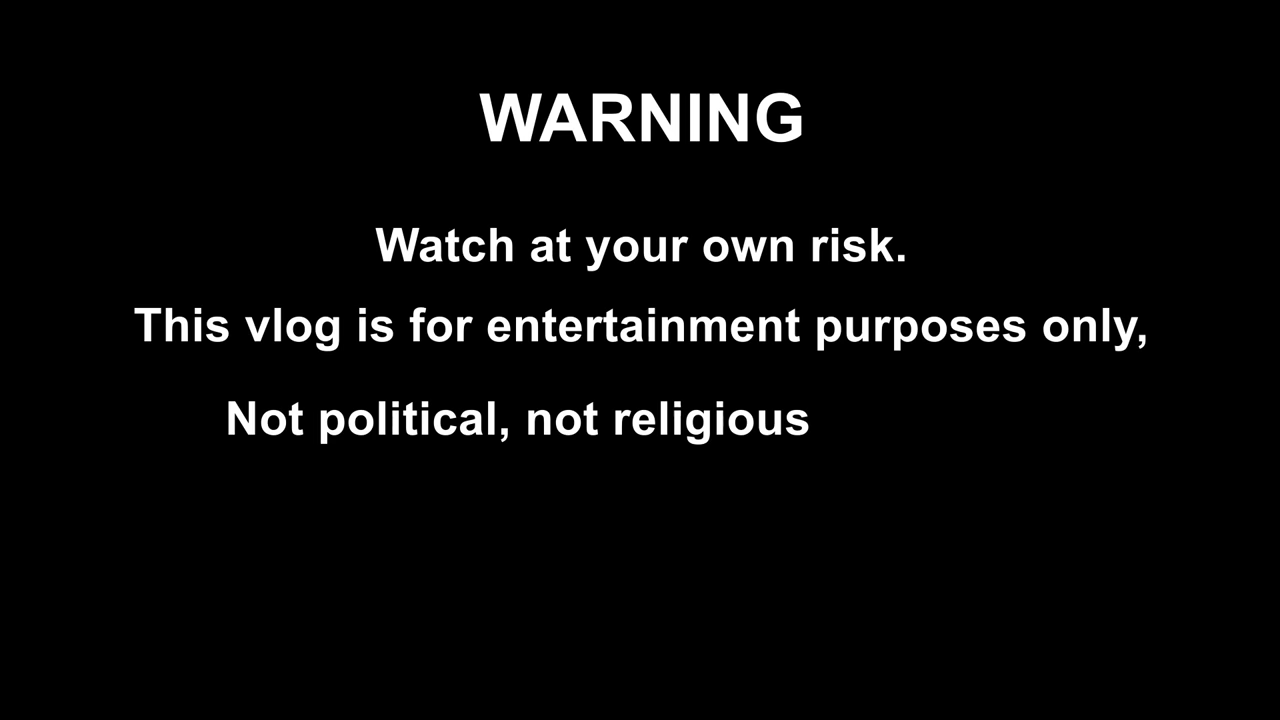 WARNING
Watch at your own risk.
This vlog is for entertainment purposes only,
Not political, not religious